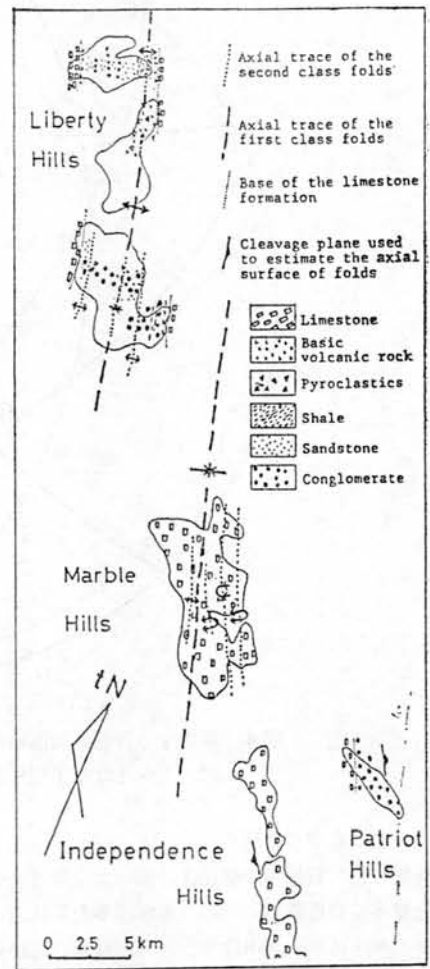 Liberty
Hills
Axial trace of the
second class folds
Axial trace of the
first class folds
Base of the limestone
formation
Cleavage plane used
to estimate the axial
surface of folds
Limestone
Basic
volcanic rock
Pyroclastics
Shale
Sandstone
Conglomerate
Marble
Hills
tN
Independence
Hills
Patriot
Hills
0 2.5 5km